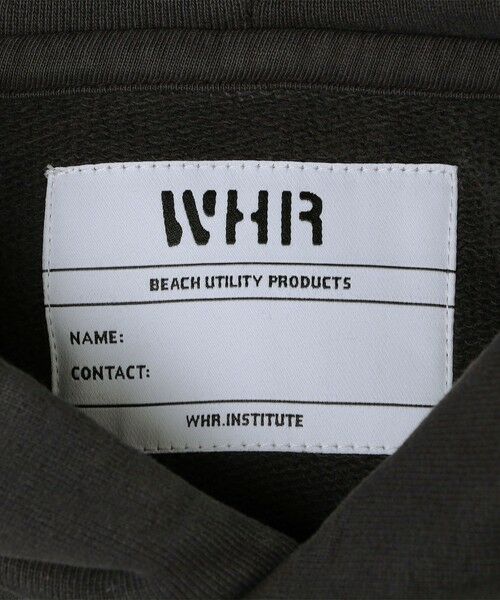 WHR
BEACH UTILITY PRODUCTS
NAME:
CONTACT:
WHR.INSTITUTE